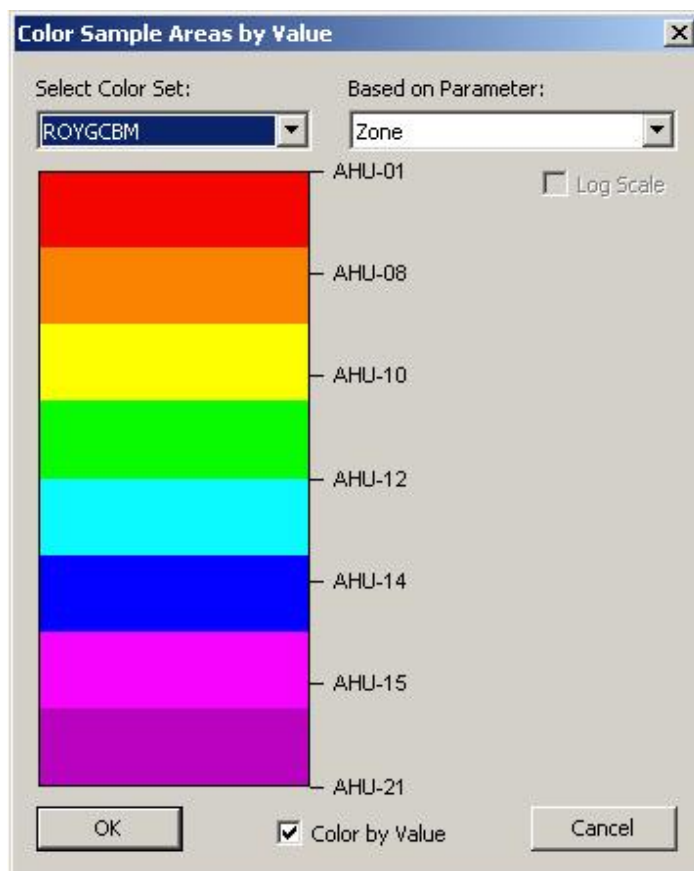 Color Sample Areas by Value
Select Color Set:
Based on Parameter:
ROYGCBM
Zone
AHU-01
Log Scale
AHU-08
AHU-10
AHU-12
AHU-14
AHU-15
AHU-21
OK
Color by Value
Cancel